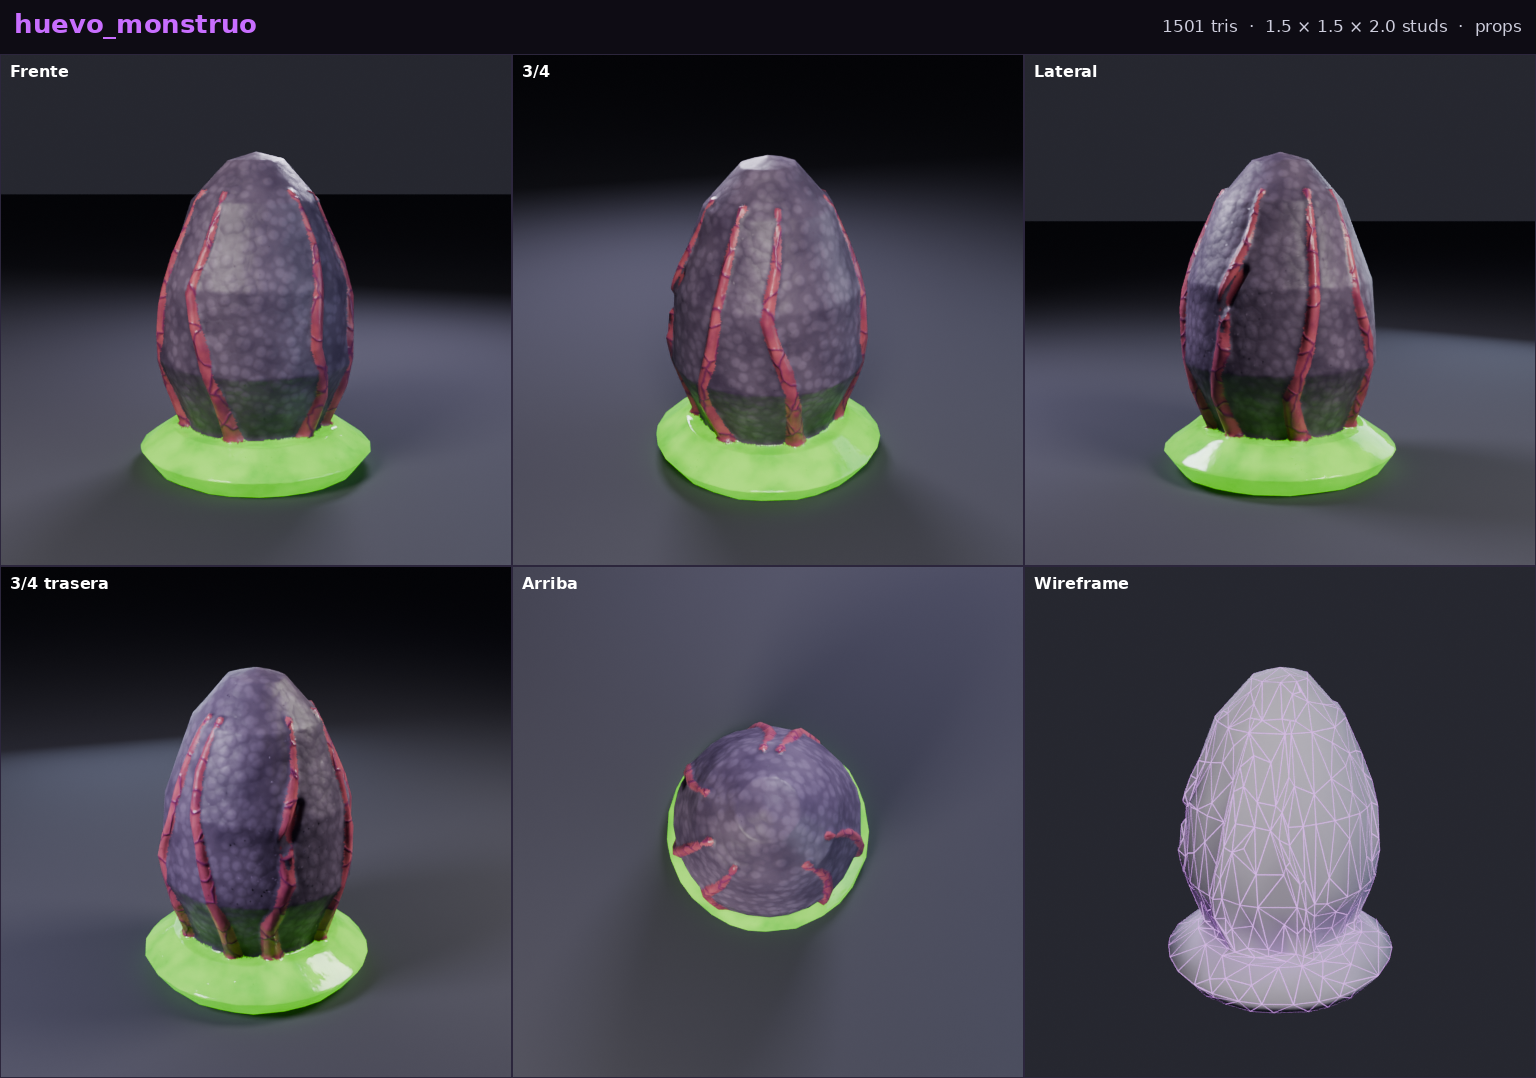 huevo_monstruo
1501 tris · 1.5 × 1.5 × 2.0 studs · props
Frente
3/4
Lateral
3/4 trasera
Arriba
Wireframe